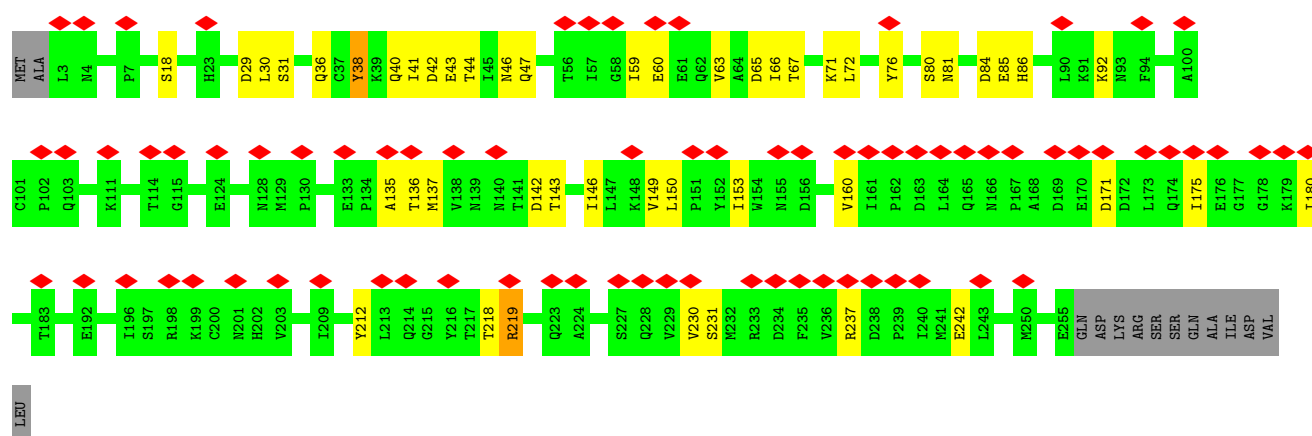 MET ALA L3 N4 P7 S18 H23 D29 L30 S31 Q36 C37 Y38 K39 Q40 I41 D42 E43 T44 I45 N46 Q47 T56 I57 G58 I59 E60 E61 Q62 V63 A64 D65 I66 T67 K71 L72 Y76 S80 N81 D84 E85 H86 L90 K91 K92 N93 F94 A100
C101 P102 Q103 K111 T114 G115 E124 N128 M129 P130 E133 P134 A135 T136 M137 V138 N139 N140 T141 D142 T143 I146 L147 K148 V149 L150 P151 Y152 I153 W154 N155 D156 V160 I161 P162 D163 L164 Q165 N166 P167 A168 D169 E170 D171 D172 L173 Q174 I175 E176 G177 G178 K179 I180
T183 E192 I196 S197 R198 K199 C200 N201 H202 V203 I209 Y212 L213 Q214 G215 Y216 T217 T218 R219 Q223 A224 S227 Q228 V229 V230 S231 M232 R233 D234 F235 V236 R237 D238 P239 I240 M241 E242 L243 M250 E255 GLN ASP LYS ARG SER SER GLN ALA ILE ASP VAL
LEU